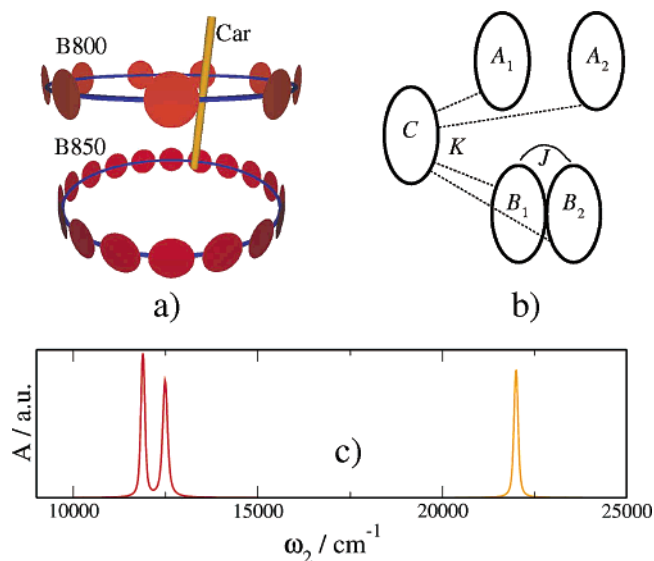 B800
Car
B850
a)
A₁
A₂
C
K
J
B₁
B₂
b)
A / a.u.
c)
10000 15000 20000 25000
ω₂ / cm⁻¹